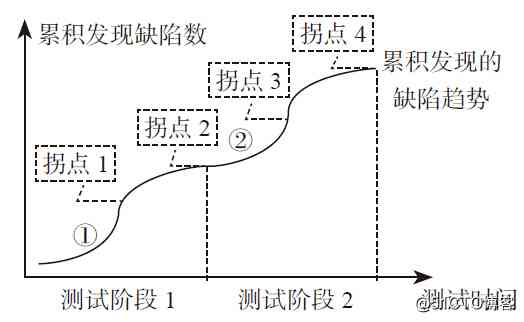 累积发现缺陷数
拐点 4
拐点 3
累积发现的
缺陷趋势
拐点 2
②
拐点 1
①
测试阶段 1
测试阶段 2
测试时间